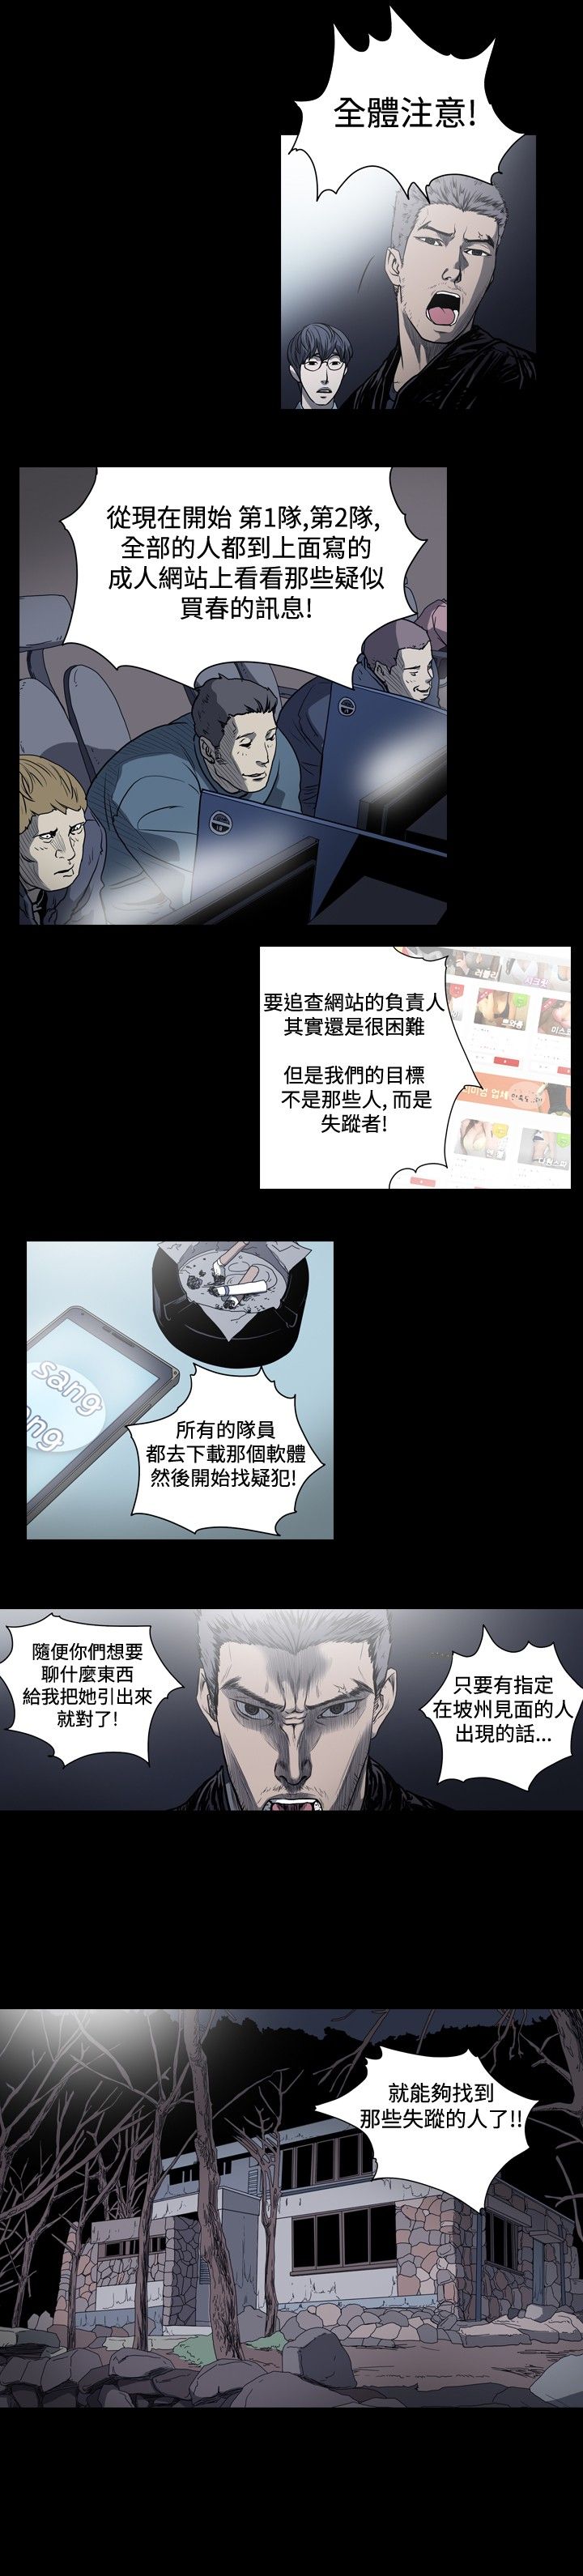 全體注意!
從現在開始 第1隊,第2隊,
全部的人都到上面寫的
成人網站上看看那些疑似
買春的訊息!
要追查網站的負責人
其實還是很困難
但是我們的目標
不是那些人, 而是
失蹤者!
sang
所有的隊員
都去下載那個軟體
然後開始找疑犯!
隨便你們想要
聊什麼東西
給我把她引出來
就對了!
只要有指定
在坡州見面的人
出現的話...
就能夠找到
那些失蹤的人了!!